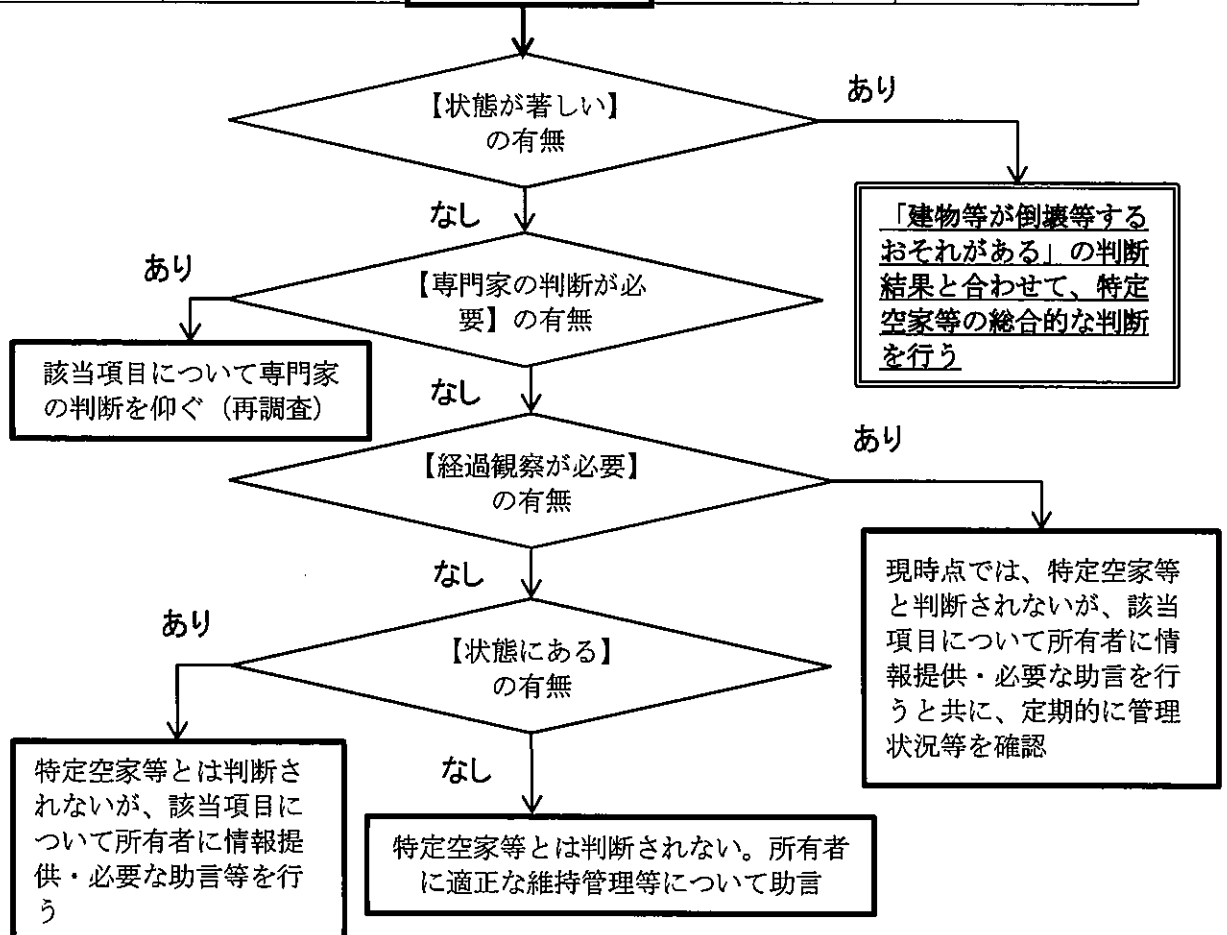 【状態が著しい】
の有無
あり
「建物等が倒壊等する
おそれがある」の判断
結果と合わせて、特定
空家等の総合的な判断
を行う
なし
【専門家の判断が必
要】の有無
あり
該当項目について専門家
の判断を仰ぐ（再調査）
なし
【経過観察が必要】
の有無
あり
現時点では、特定空家等
と判断されないが、該当
項目について所有者に情
報提供・必要な助言を行
うと共に、定期的に管理
状況等を確認
なし
【状態にある】
の有無
あり
特定空家等とは判断さ
れないが、該当項目に
ついて所有者に情報提
供・必要な助言等を行
う
なし
特定空家等とは判断されない。所有者
に適正な維持管理等について助言